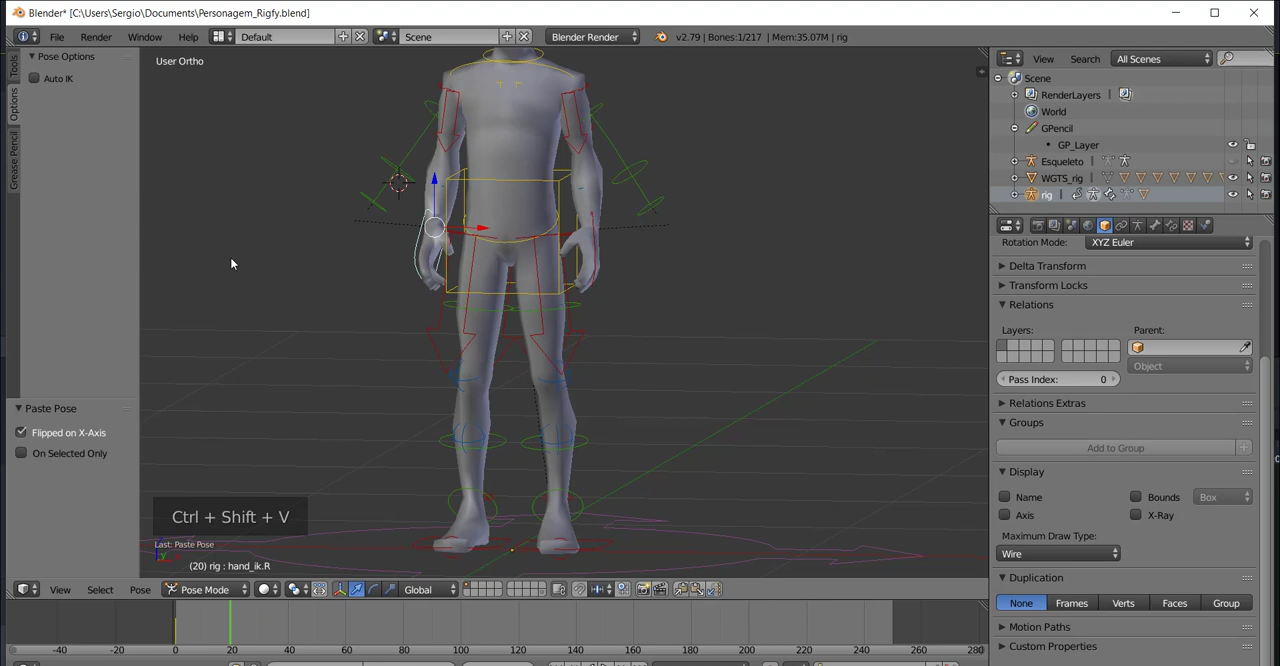 Blender* [C:\Users\Sergio\Documents\Personagem_Rigfy.blend]
File Render Window Help Default Scene Blender Render v2.79 | Bones:1/217 | Mem:35.07M | rig
Tools
Options
Grease Pencil
Pose Options
Auto IK
Paste Pose
Flipped on X-Axis
On Selected Only
User Ortho
Ctrl + Shift + V
Last: Paste Pose
y
(20) rig : hand_ik.R
View Select Pose Pose Mode Global
-40 -20 0 20 40 60 80 100 120 140 160 180 200 220 240 260 280
View Search All Scenes
Scene
RenderLayers
World
GPencil
GP_Layer
Esqueleto
WGTS_rig
rig
Rotation Mode: XYZ Euler
Delta Transform
Transform Locks
Relations
Layers: Parent:
Object
Pass Index: 0
Relations Extras
Groups
Add to Group
Display
Name Bounds Box
Axis X-Ray
Maximum Draw Type:
Wire
Duplication
None Frames Verts Faces Group
Motion Paths
Custom Properties